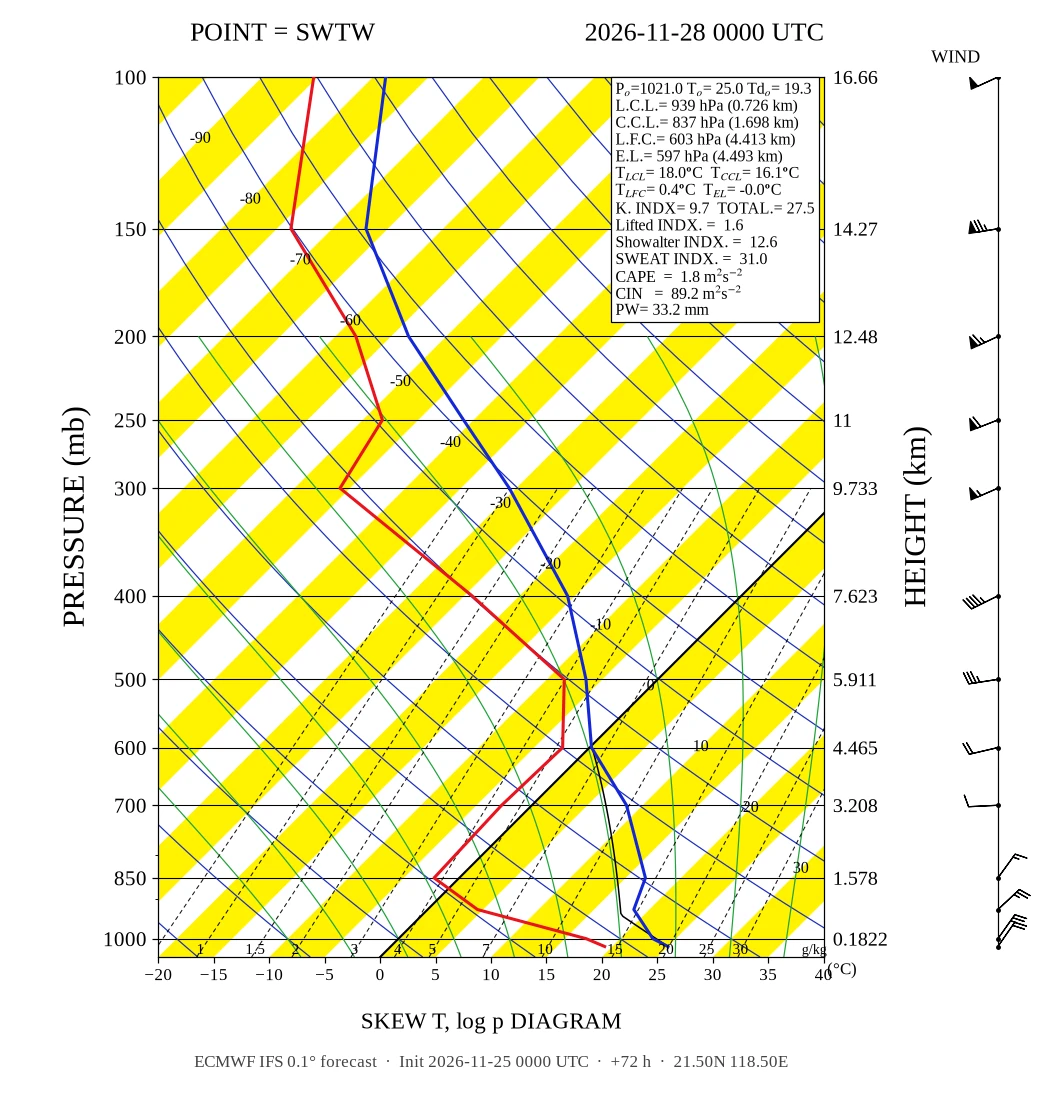 POINT = SWTW
2026-11-28 0000 UTC
WIND
100
16.66
Pₒ=1021.0 Tₒ= 25.0 Tdₒ= 19.3
L.C.L.= 939 hPa (0.726 km)
C.C.L.= 837 hPa (1.698 km)
L.F.C.= 603 hPa (4.413 km)
E.L.= 597 hPa (4.493 km)
T_LCL= 18.0°C T_CCL= 16.1°C
T_LFC= 0.4°C T_EL= -0.0°C
K. INDX= 9.7 TOTAL.= 27.5
Lifted INDX. = 1.6
Showalter INDX. = 12.6
SWEAT INDX. = 31.0
CAPE = 1.8 m²s⁻²
CIN = 89.2 m²s⁻²
PW= 33.2 mm
-90
-80
150
14.27
-70
-60
200
12.48
-50
250
11
-40
300
9.733
-30
-20
400
7.623
-10
500
5.911
0
600
10
4.465
700
20
3.208
850
30
1.578
1000
0.1822
1 1.5 2 3 4 5 7 10 15 20 25 30 g/kg
−20 −15 −10 −5 0 5 10 15 20 25 30 35 40
(°C)
PRESSURE (mb)
HEIGHT (km)
SKEW T, log p DIAGRAM
ECMWF IFS 0.1° forecast · Init 2026-11-25 0000 UTC · +72 h · 21.50N 118.50E